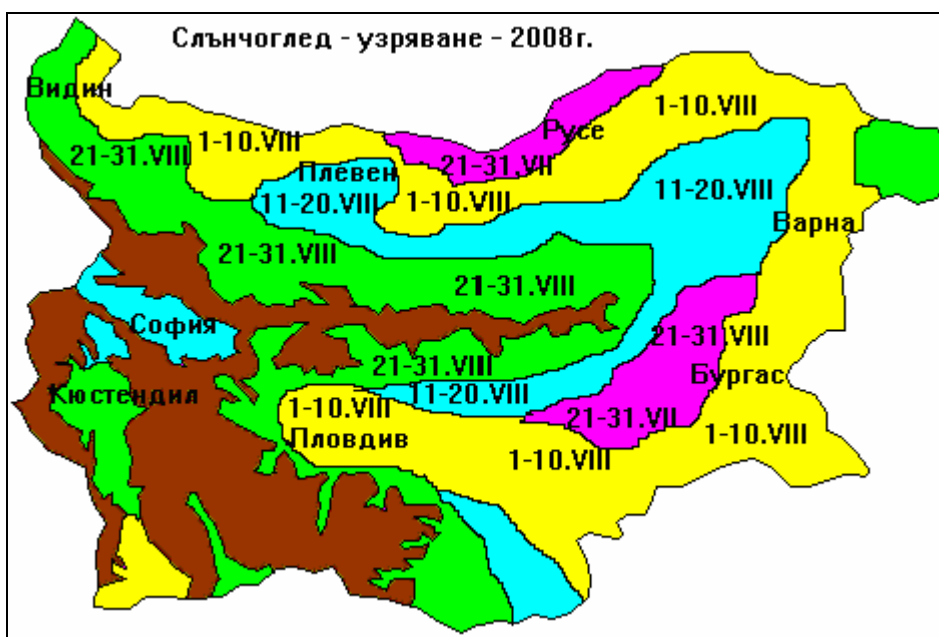 Слънчоглед - узряване - 2008г.
Видин
1-10.VIII
Русе
21-31.VIII
1-10.VIII
21-31.VII
Плевен
11-20.VIII
1-10.VIII
11-20.VIII
Варна
21-31.VIII
21-31.VIII
София
21-31.VIII
21-31.VIII
Бургас
Кюстендил
11-20.VIII
1-10.VIII
21-31.VII
Пловдив
1-10.VIII
1-10.VIII